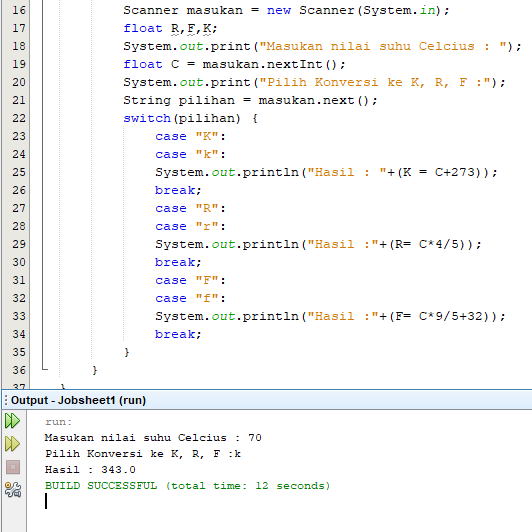 16 Scanner masukan = new Scanner(System.in);
17 float R,F,K;
18 System.out.print("Masukan nilai suhu Celcius : ");
19 float C = masukan.nextInt();
20 System.out.print("Pilih Konversi ke K, R, F :");
21 String pilihan = masukan.next();
22 switch(pilihan) {
23 case "K":
24 case "k":
25 System.out.println("Hasil : "+(K = C+273));
26 break;
27 case "R":
28 case "r":
29 System.out.println("Hasil :"+(R= C*4/5));
30 break;
31 case "F":
32 case "f":
33 System.out.println("Hasil :"+(F= C*9/5+32));
34 break;
35 }
36 }
37 }
Output - Jobsheet1 (run)
run:
Masukan nilai suhu Celcius : 70
Pilih Konversi ke K, R, F :k
Hasil : 343.0
BUILD SUCCESSFUL (total time: 12 seconds)